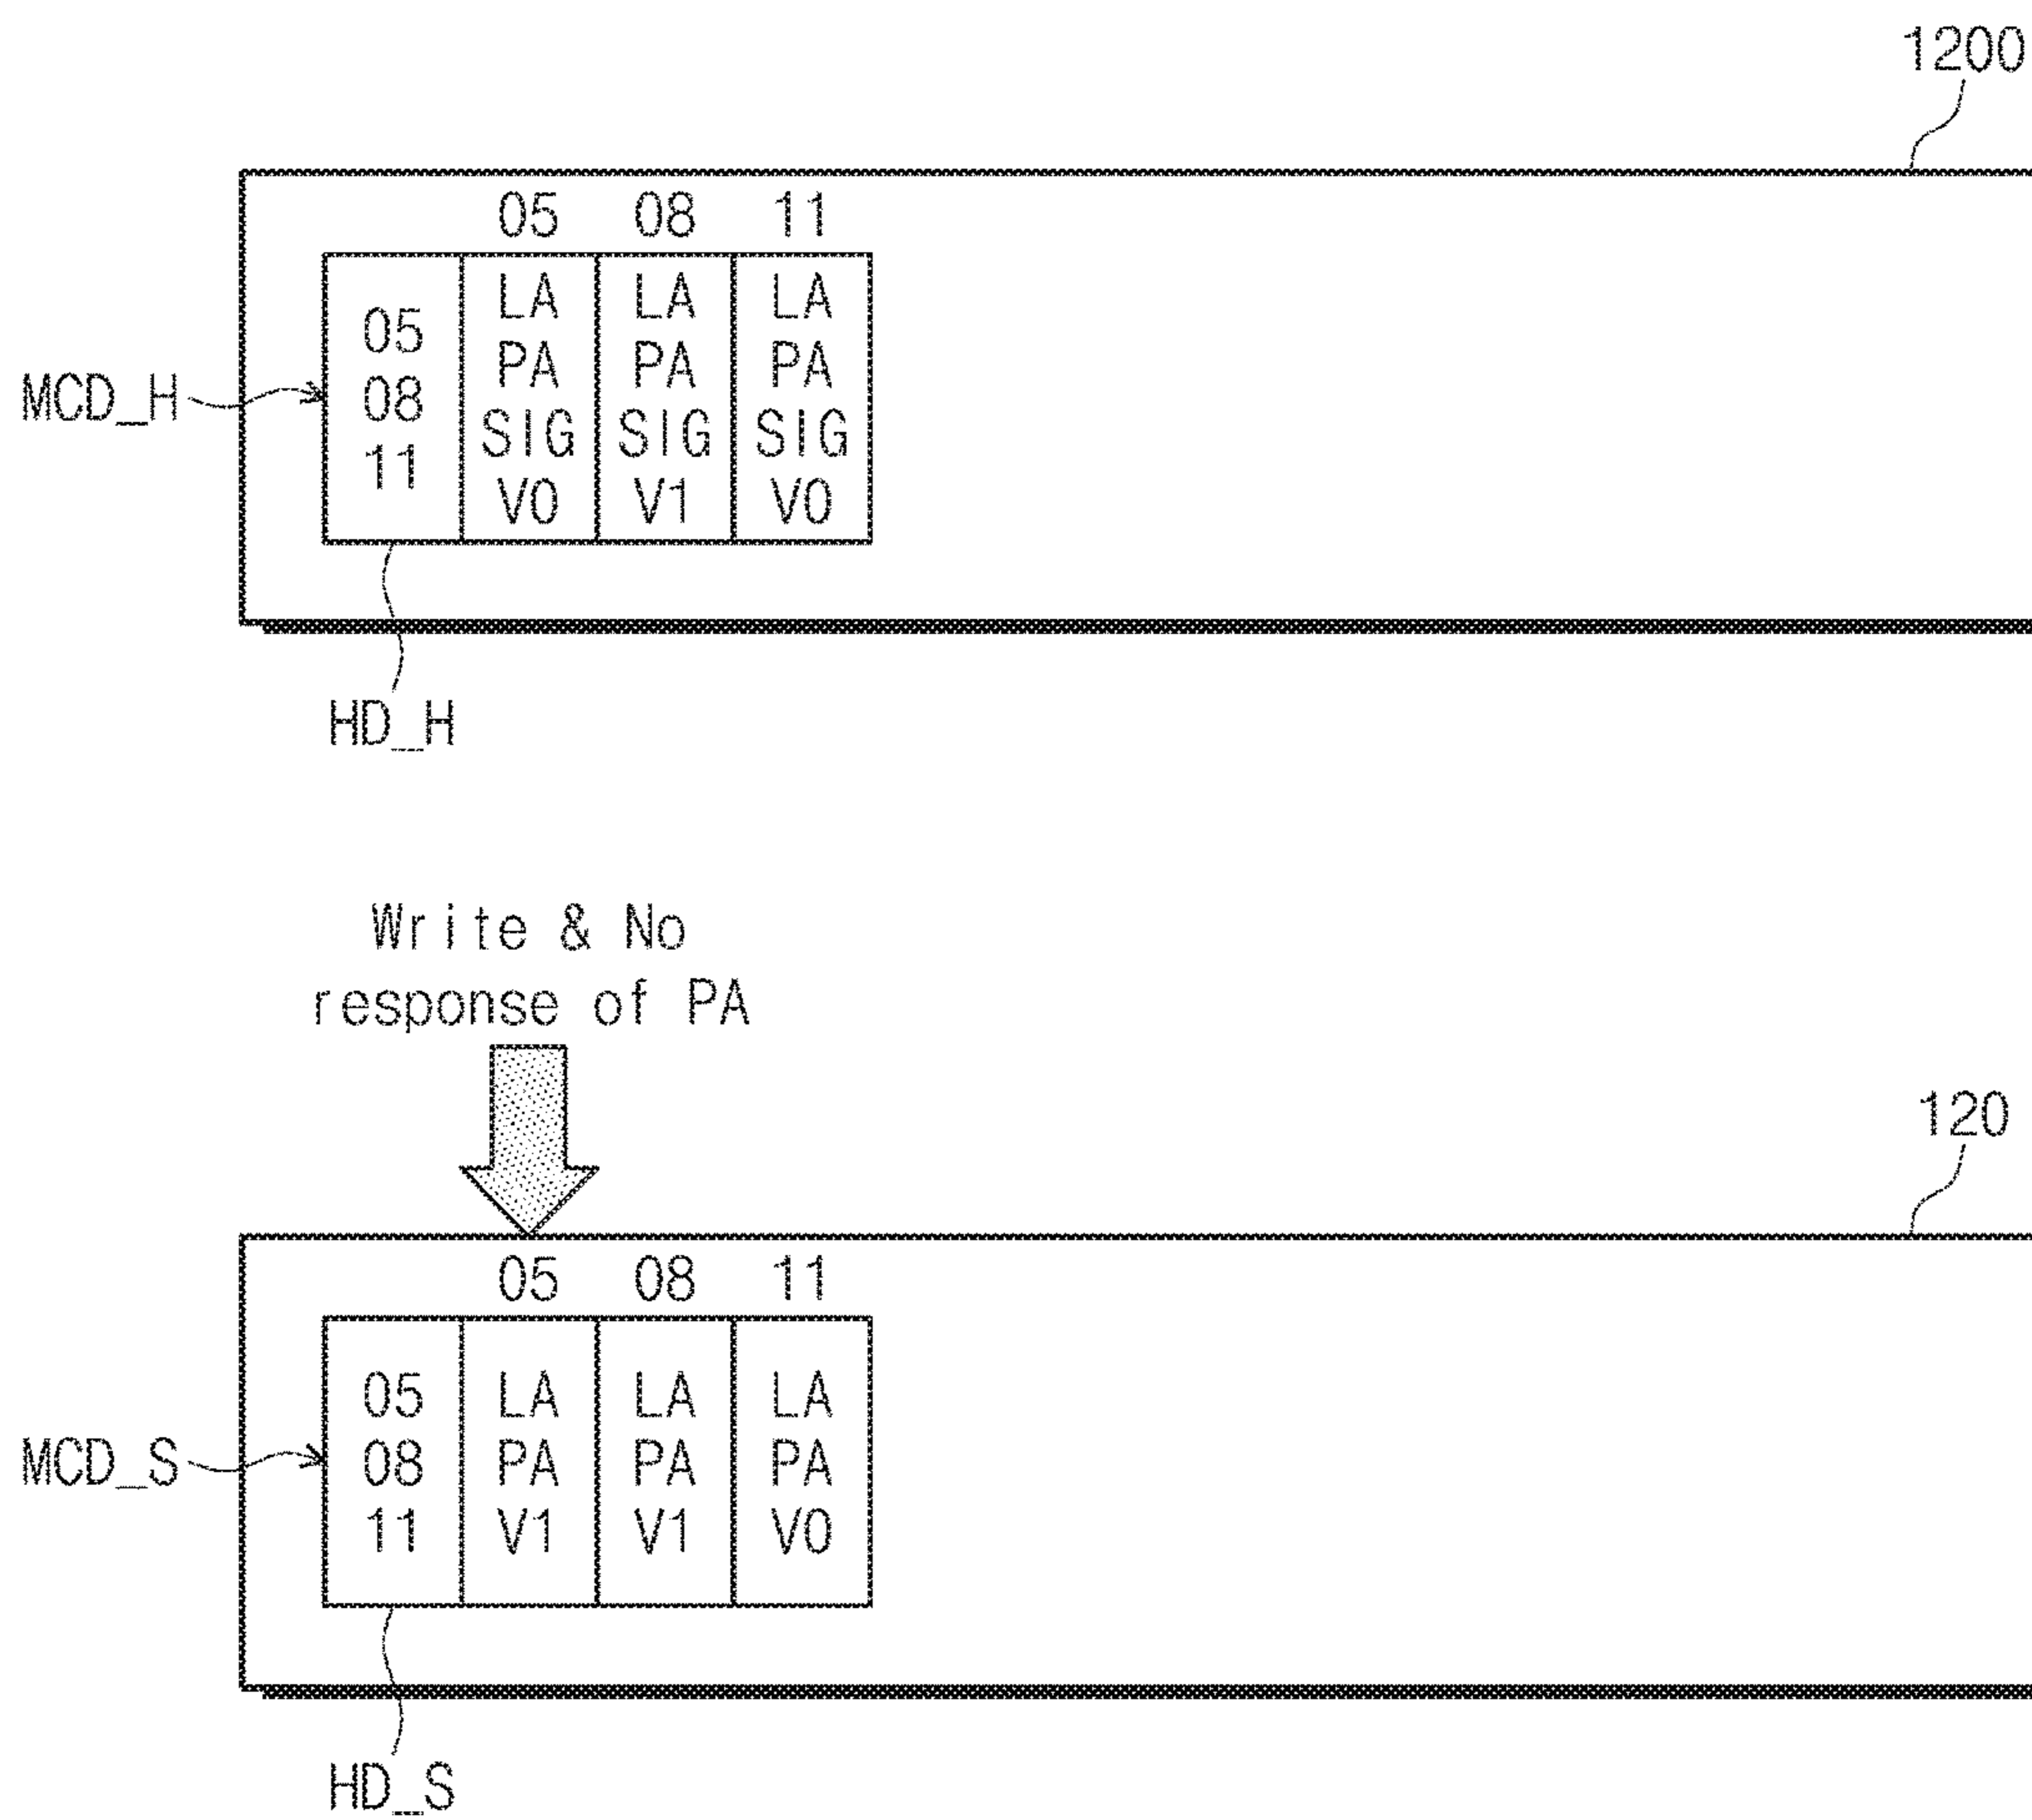 1200
05 08 11
LA LA LA
05
PA PA PA
MCD_H
08
SIG SIG SIG
11
V0 V1 V0
HD_H
Write & No
response of PA
120
05 08 11
05 LA LA LA
MCD_S
08 PA PA PA
11 V1 V1 V0
HD_S